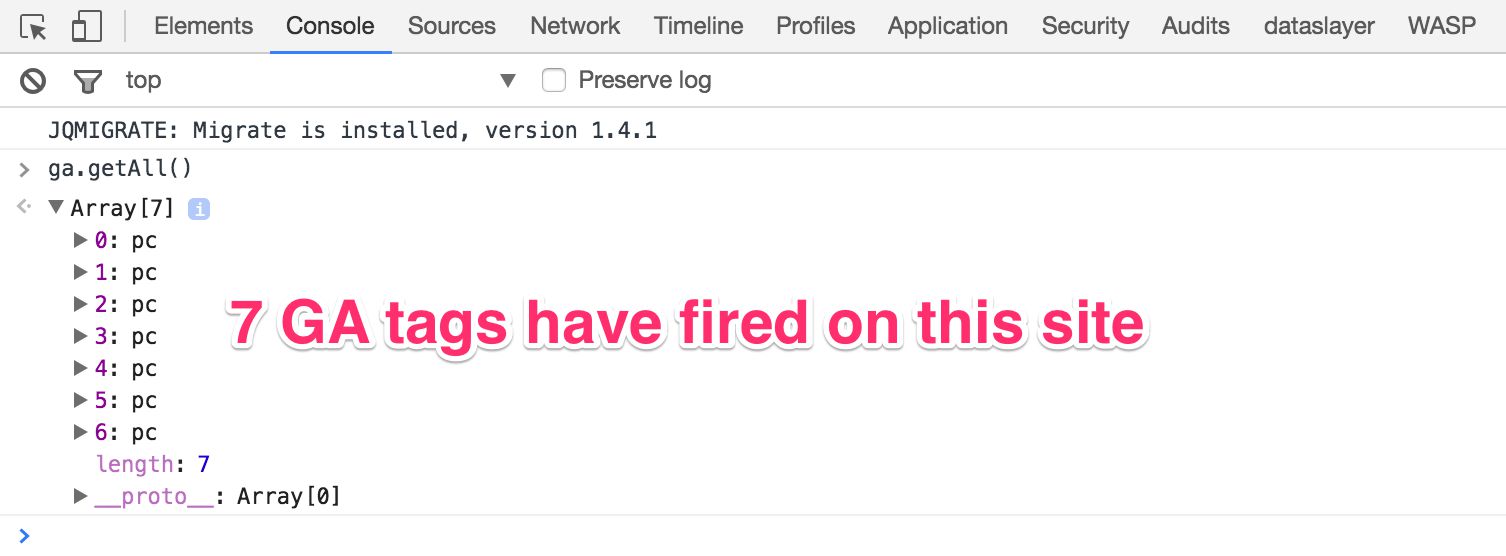 Elements Console Sources Network Timeline Profiles Application Security Audits dataslayer WASP
top Preserve log
JQMIGRATE: Migrate is installed, version 1.4.1
ga.getAll()
Array[7] i
0: pc
1: pc
2: pc
3: pc
4: pc
5: pc
6: pc
length: 7
__proto__: Array[0]
7 GA tags have fired on this site